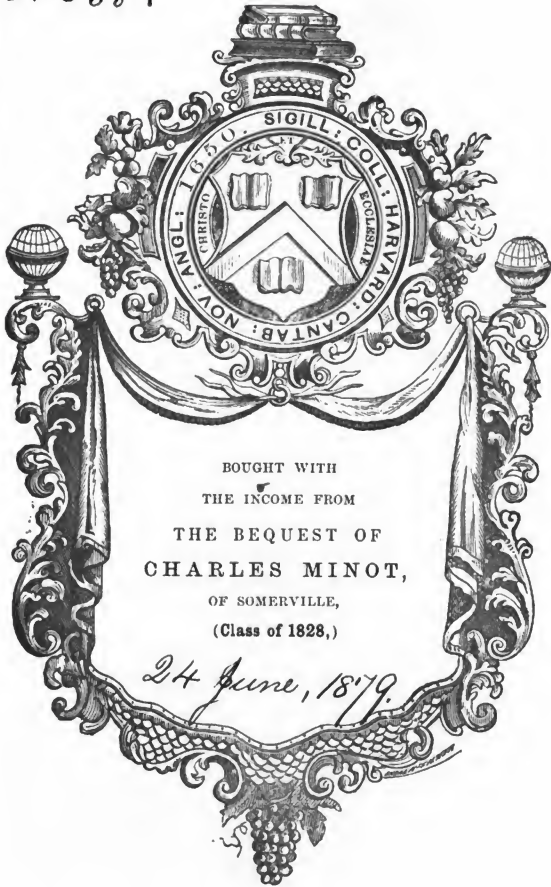 SIGILL: COLL: HARVARD: CANTAB: NOV: ANGL: 1650.
CHRISTO
ET
ECCLESIAE
BOUGHT WITH
THE INCOME FROM
THE BEQUEST OF
CHARLES MINOT,
OF SOMERVILLE,
(Class of 1828,)
24 June, 1879.